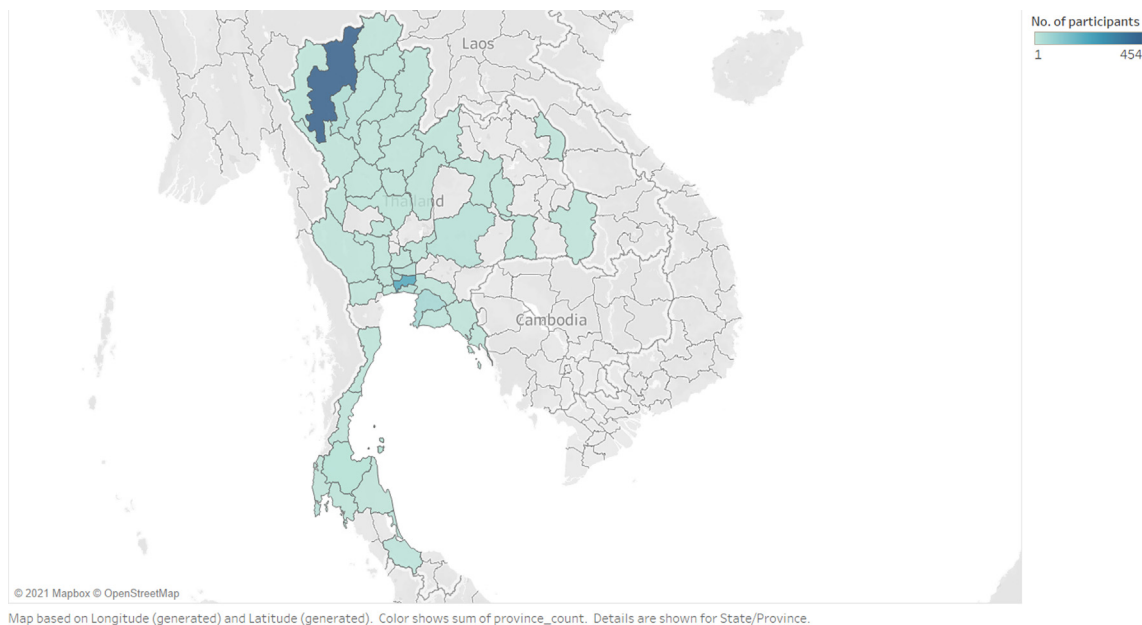 No. of participants
1 454
Laos
Thailand
Cambodia
© 2021 Mapbox © OpenStreetMap
Map based on Longitude (generated) and Latitude (generated). Color shows sum of province_count. Details are shown for State/Province.